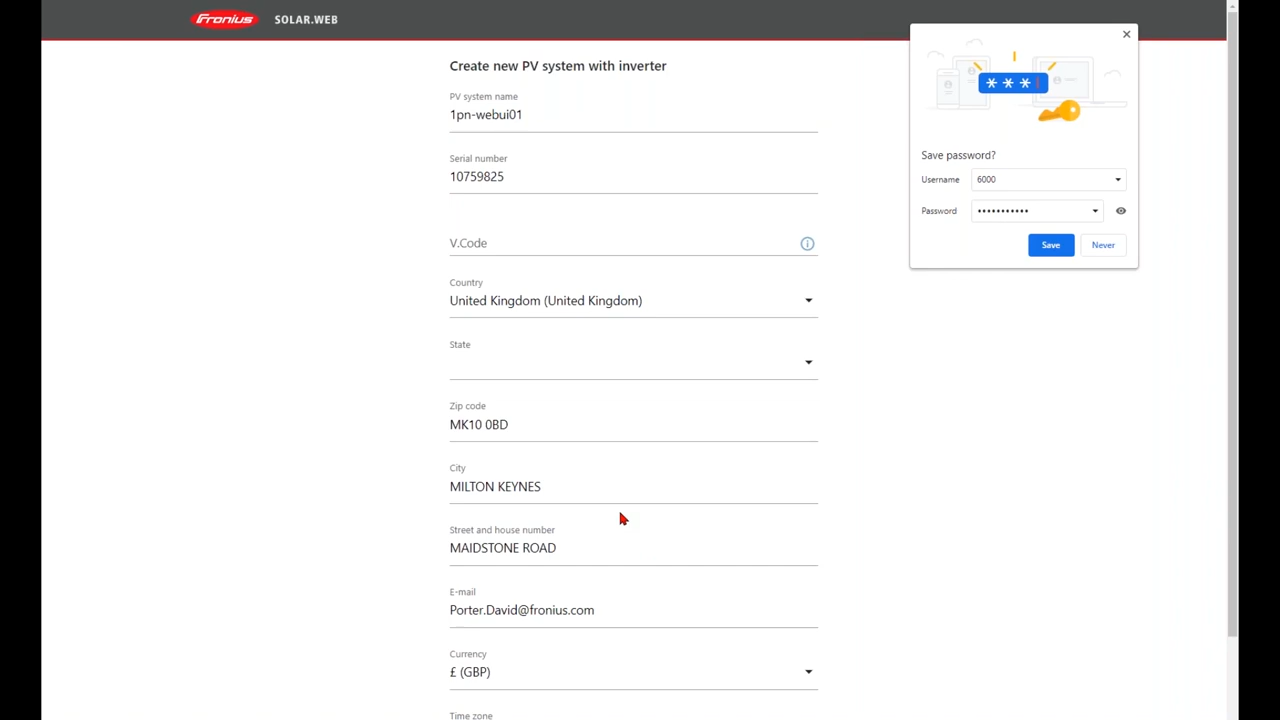 Fronius SOLAR.WEB
Create new PV system with inverter
PV system name
1pn-webui01
Serial number
10759825
V.Code
Country
United Kingdom (United Kingdom)
State
Zip code
MK10 0BD
City
MILTON KEYNES
Street and house number
MAIDSTONE ROAD
E-mail
Porter.David@fronius.com
Currency
£ (GBP)
Time zone
***
Save password?
Username 6000
Password •••••••••••
Save Never